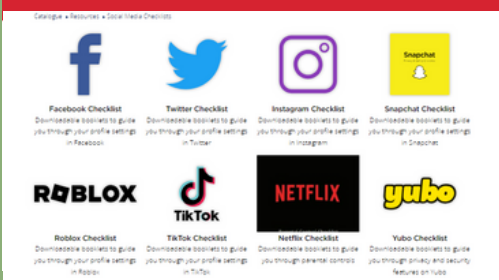 Catalogue • Resources • Social Media Checklists
Snapchat
Facebook Checklist
Downloadable booklets to guide
you through your profile settings
in Facebook
Twitter Checklist
Downloadable booklets to guide
you through your profile settings
in Twitter
Instagram Checklist
Downloadable booklets to guide
you through your profile settings
in Instagram
Snapchat Checklist
Downloadable booklets to guide
you through your profile settings
in Snapchat
ROBLOX
TikTok
NETFLIX
yubo
Roblox Checklist
Downloadable booklets to guide
you through your profile settings
in Roblox
TikTok Checklist
Downloadable booklets to guide
you through your profile settings
in TikTok
Netflix Checklist
Downloadable booklets to guide
you through parental controls
Yubo Checklist
Downloadable booklets to guide
you through privacy and security
features on Yubo